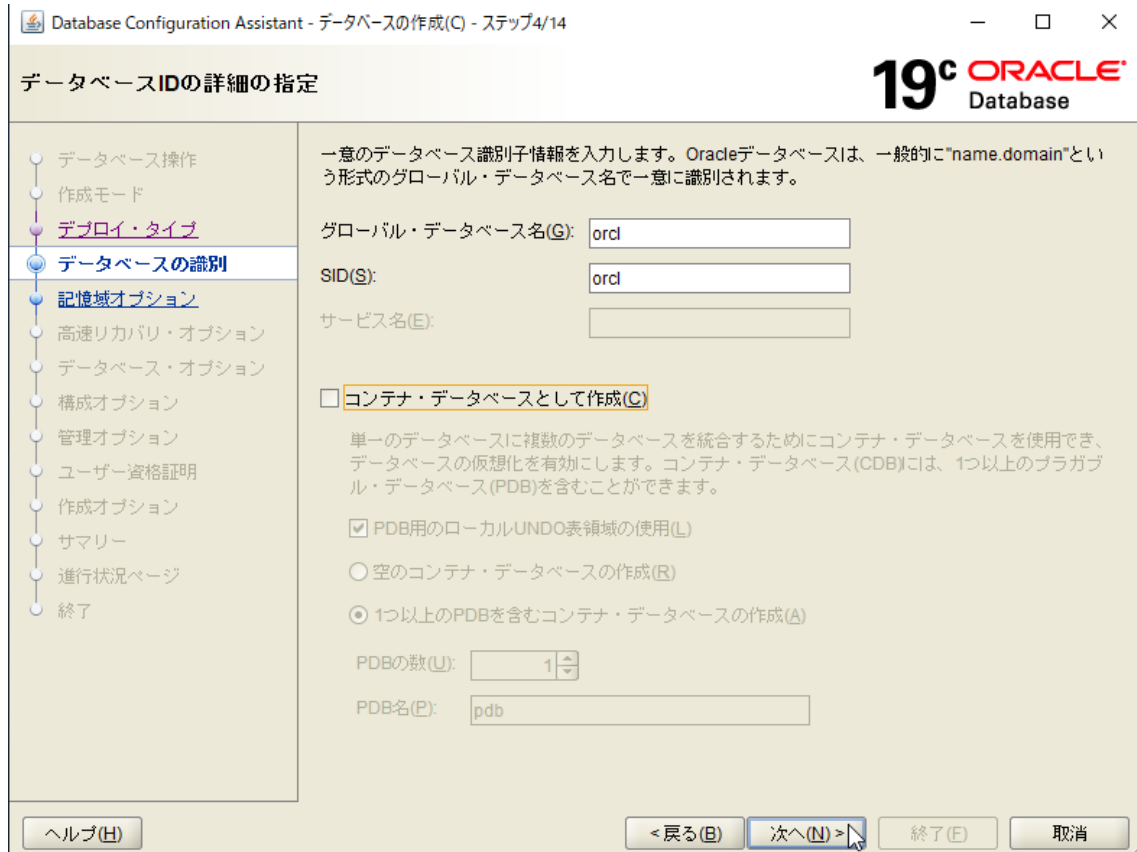 Database Configuration Assistant - データベースの作成(C) - ステップ4/14
データベースIDの詳細の指定
19c ORACLE
Database
データベース操作
作成モード
デプロイ・タイプ
データベースの識別
記憶域オプション
高速リカバリ・オプション
データベース・オプション
構成オプション
管理オプション
ユーザー資格証明
作成オプション
サマリー
進行状況ページ
終了
一意のデータベース識別子情報を入力します。Oracleデータベースは、一般的に"name.domain"とい
う形式のグローバル・データベース名で一意に識別されます。
グローバル・データベース名(G): orcl
SID(S): orcl
サービス名(E):
コンテナ・データベースとして作成(C)
単一のデータベースに複数のデータベースを統合するためにコンテナ・データベースを使用でき、
データベースの仮想化を有効にします。コンテナ・データベース(CDB)には、1つ以上のプラガブ
ル・データベース(PDB)を含むことができます。
PDB用のローカルUNDO表領域の使用(L)
空のコンテナ・データベースの作成(R)
1つ以上のPDBを含むコンテナ・データベースの作成(A)
PDBの数(U): 1
PDB名(P): pdb
ヘルプ(H)
<戻る(B) 次へ(N)> 終了(F) 取消